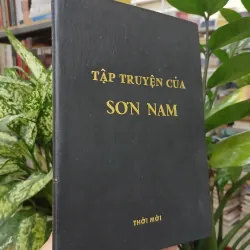 TẬP TRUYỆN CỦA
SƠN NAM
THỜI MỚI